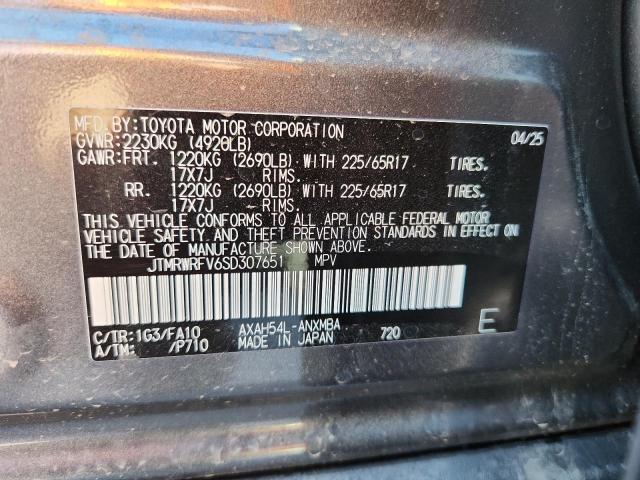 MFD. BY: TOYOTA MOTOR CORPORATION 04/25
GVWR: 2230KG (4920LB)
GAWR: FRT. 1220KG (2690LB) WITH 225/65R17 TIRES.
17X7J RIMS.
RR. 1220KG (2690LB) WITH 225/65R17 TIRES.
17X7J RIMS.
THIS VEHICLE CONFORMS TO ALL APPLICABLE FEDERAL MOTOR
VEHICLE SAFETY AND THEFT PREVENTION STANDARDS IN EFFECT ON
THE DATE OF MANUFACTURE SHOWN ABOVE.
JTMRWRFV6SD307651 MPV
C/TR: 1G3/FA10 AXAH54L-ANXMBA 720 E
A/TM: /P710 MADE IN JAPAN